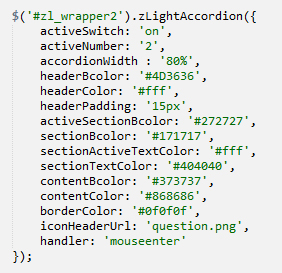 $('#zl_wrapper2').zLightAccordion({
activeSwitch: 'on',
activeNumber: '2',
accordionWidth : '80%',
headerBcolor: '#4D3636',
headerColor: '#fff',
headerPadding: '15px',
activeSectionBcolor: '#272727',
sectionBcolor: '#171717',
sectionActiveTextColor: '#fff',
sectionTextColor: '#404040',
contentBcolor: '#373737',
contentColor: '#868686',
borderColor: '#0f0f0f',
iconHeaderUrl: 'question.png',
handler: 'mouseenter'
});